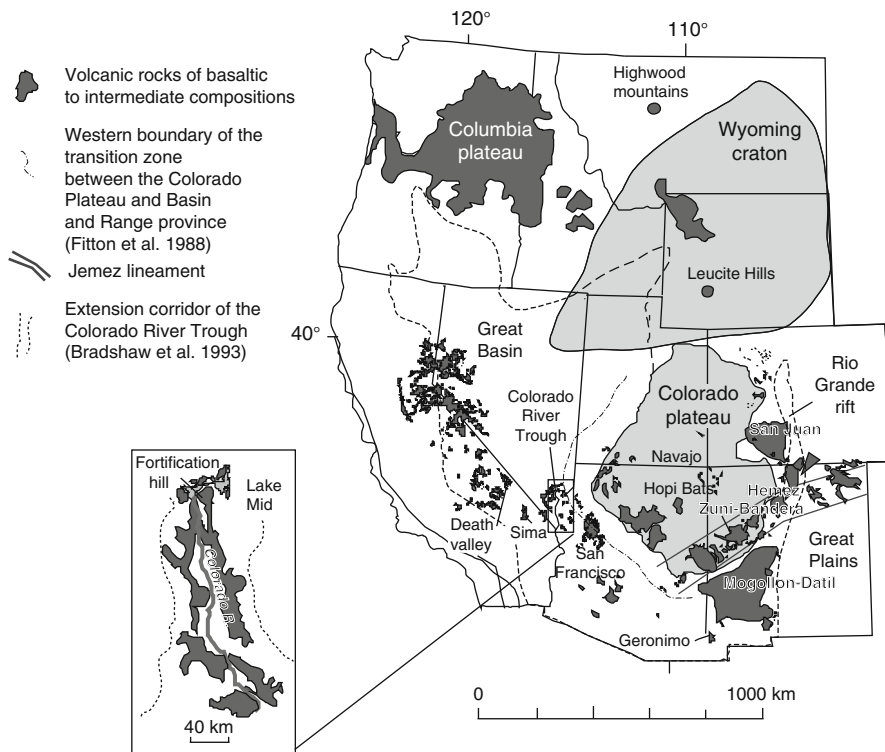 120°
110°
Volcanic rocks of basaltic
to intermediate compositions
Western boundary of the
transition zone
between the Colorado
Plateau and Basin
and Range province
(Fitton et al. 1988)
Jemez lineament
Extension corridor of the
Colorado River Trough
(Bradshaw et al. 1993)
Highwood
mountains
Columbia
plateau
Wyoming
craton
Leucite Hills
40°
Great
Basin
Colorado
River
Trough
Colorado
plateau
Rio
Grande
rift
San Juan
Navajo
Hopi Bats
Hemez
Zuni-Bandera
Death
valley
Sima
San
Francisco
Great
Plains
Mogollon-Datil
Geronimo
Fortification
hill
Lake
Mid
Colorado R.
40 km
0
1000 km